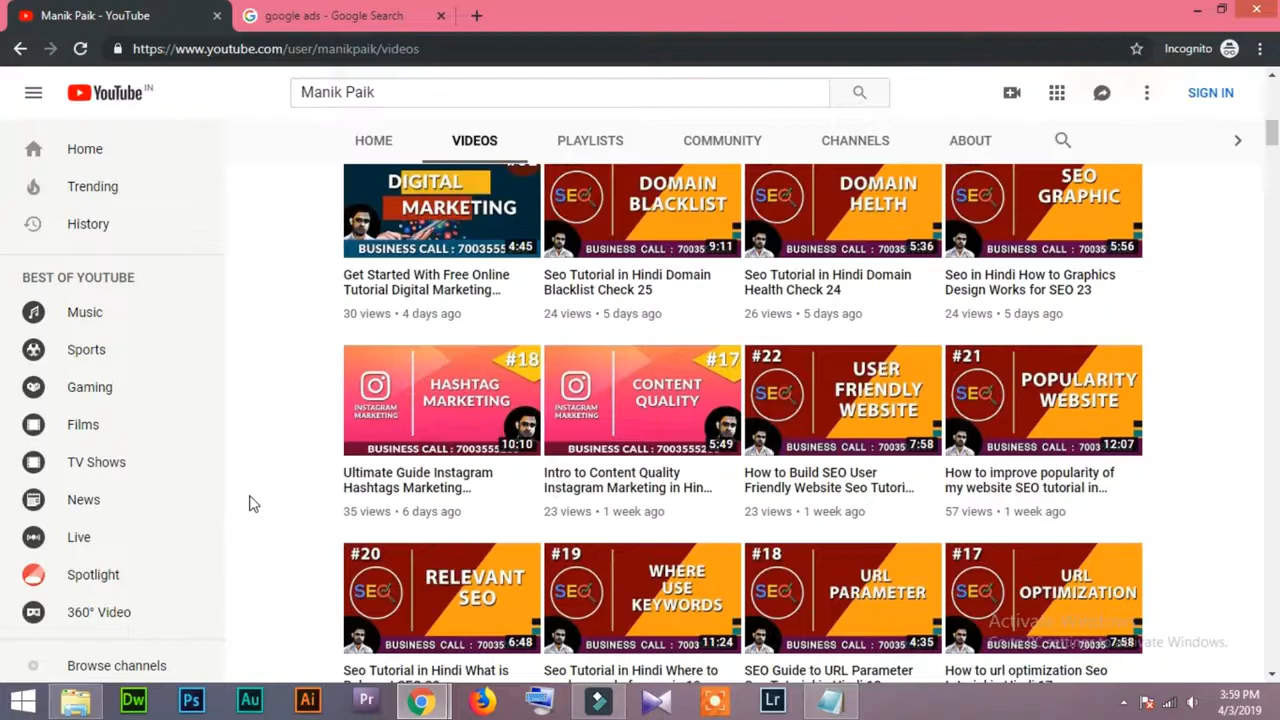 Manik Paik - YouTube
google ads - Google Search
https://www.youtube.com/user/manikpaik/videos
Incognito
YouTube IN
Manik Paik
SIGN IN
HOME
VIDEOS
PLAYLISTS
COMMUNITY
CHANNELS
ABOUT
Home
Trending
History
BEST OF YOUTUBE
Music
Sports
Gaming
Films
TV Shows
News
Live
Spotlight
360° Video
Browse channels
DIGITAL
MARKETING
BUSINESS CALL : 7003555
4:45
Get Started With Free Online
Tutorial Digital Marketing...
30 views • 4 days ago
SEO
DOMAIN
BLACKLIST
BUSINESS CALL : 70035
9:11
Seo Tutorial in Hindi Domain
Blacklist Check 25
24 views • 5 days ago
SEO
DOMAIN
HELTH
BUSINESS CALL : 70035
5:36
Seo Tutorial in Hindi Domain
Health Check 24
26 views • 5 days ago
SEO
SEO
GRAPHIC
BUSINESS CALL : 70035
5:56
Seo in Hindi How to Graphics
Design Works for SEO 23
24 views • 5 days ago
#18
INSTAGRAM
MARKETING
HASHTAG
MARKETING
BUSINESS CALL : 7003555
10:10
Ultimate Guide Instagram
Hashtags Marketing...
35 views • 6 days ago
#17
INSTAGRAM
MARKETING
CONTENT
QUALITY
BUSINESS CALL : 70035552
5:49
Intro to Content Quality
Instagram Marketing in Hin...
23 views • 1 week ago
#22
SEO
USER
FRIENDLY
WEBSITE
BUSINESS CALL : 70035
7:58
How to Build SEO User
Friendly Website Seo Tutori...
23 views • 1 week ago
#21
SEO
POPULARITY
WEBSITE
BUSINESS CALL : 7003
12:07
How to improve popularity of
my website SEO tutorial in...
57 views • 1 week ago
#20
SEO
RELEVANT
SEO
BUSINESS CALL : 70035
6:48
Seo Tutorial in Hindi What is
#19
SEO
WHERE
USE
KEYWORDS
BUSINESS CALL : 7003
11:24
Seo Tutorial in Hindi Where to
#18
SEO
URL
PARAMETER
BUSINESS CALL : 70035
4:35
SEO Guide to URL Parameter
#17
SEO
URL
OPTIMIZATION
BUSINESS CALL : 70035
7:58
How to url optimization Seo
Activate Windows
Go to PC settings to activate Windows.
Dw
Ps
Au
Ai
Pr
Lr
3:59 PM
4/3/2019